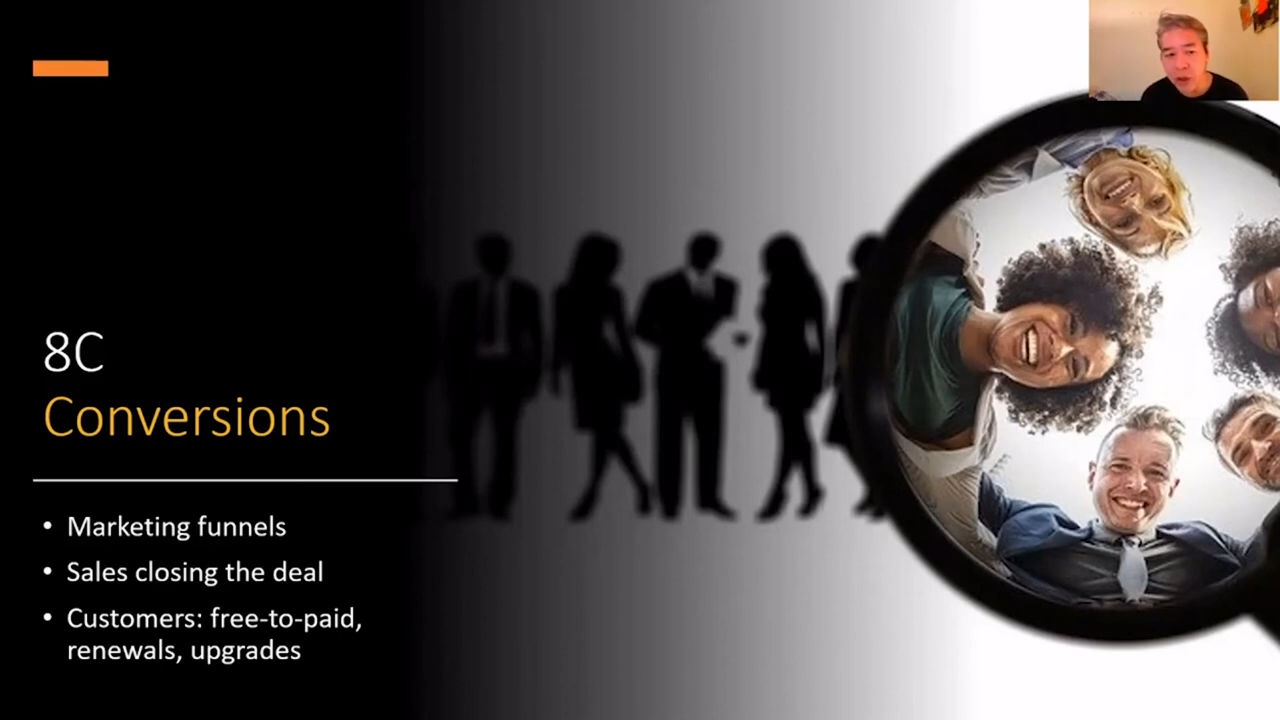 8C
Conversions
• Marketing funnels
• Sales closing the deal
• Customers: free-to-paid,
renewals, upgrades